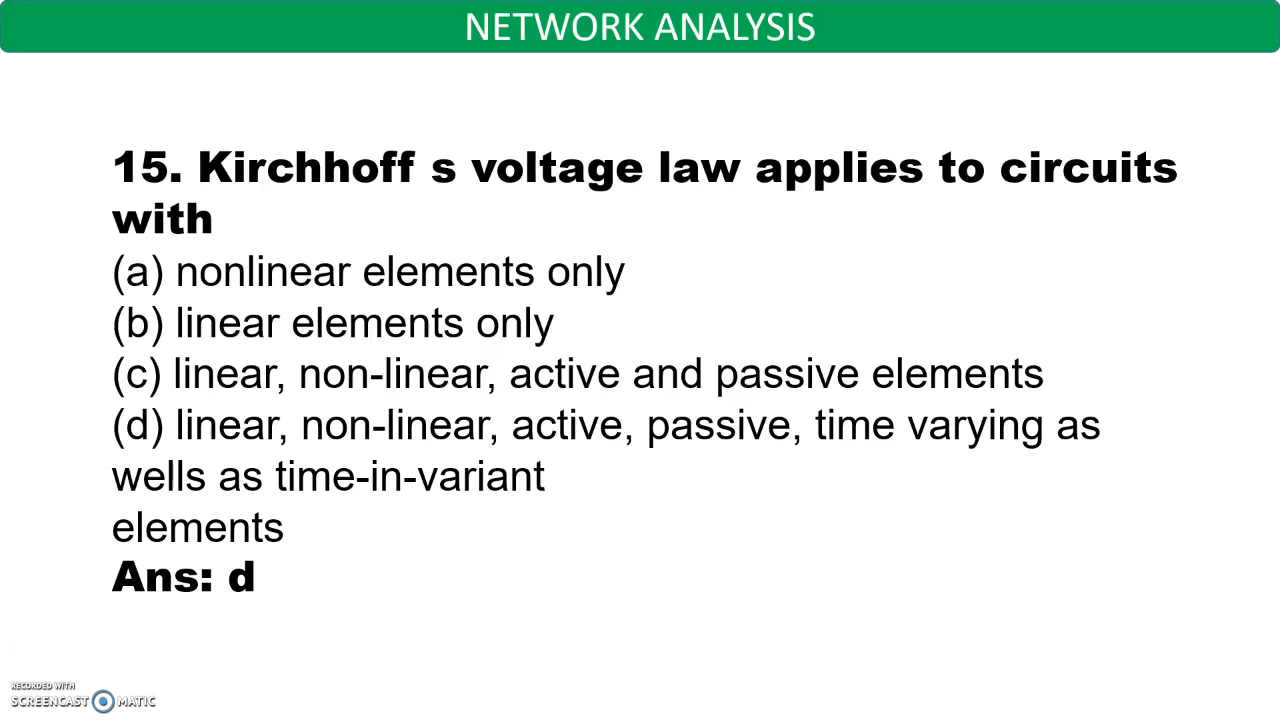 NETWORK ANALYSIS
15. Kirchhoff s voltage law applies to circuits
with
(a) nonlinear elements only
(b) linear elements only
(c) linear, non-linear, active and passive elements
(d) linear, non-linear, active, passive, time varying as
wells as time-in-variant
elements
Ans: d
RECORDED WITH
SCREENCAST MATIC